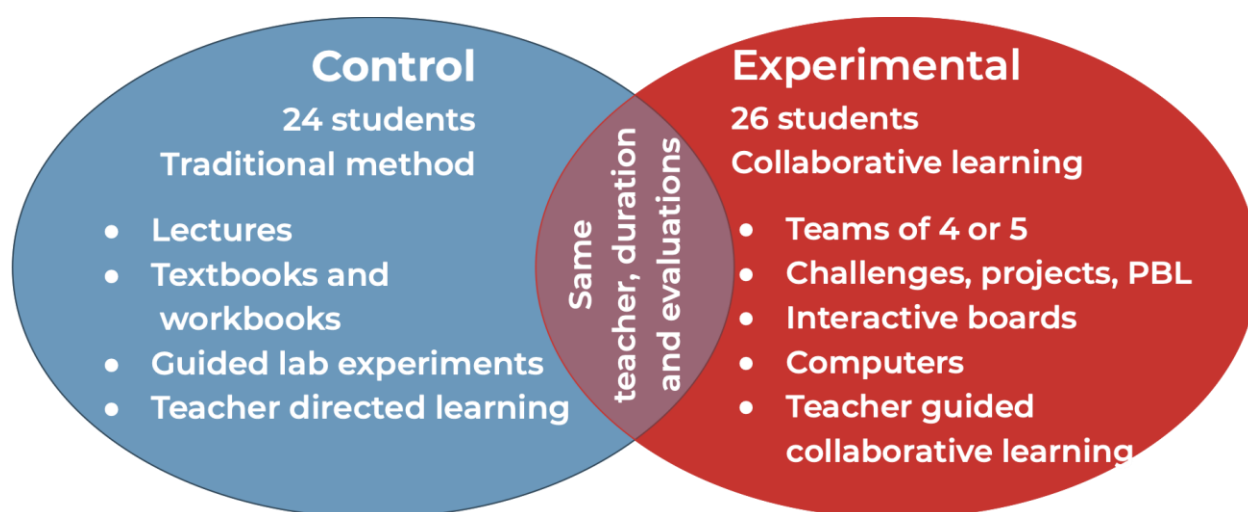 Control
24 students
Traditional method
● Lectures
● Textbooks and
workbooks
● Guided lab experiments
● Teacher directed learning
Same
teacher, duration
and evaluations
Experimental
26 students
Collaborative learning
● Teams of 4 or 5
● Challenges, projects, PBL
● Interactive boards
● Computers
● Teacher guided
collaborative learning